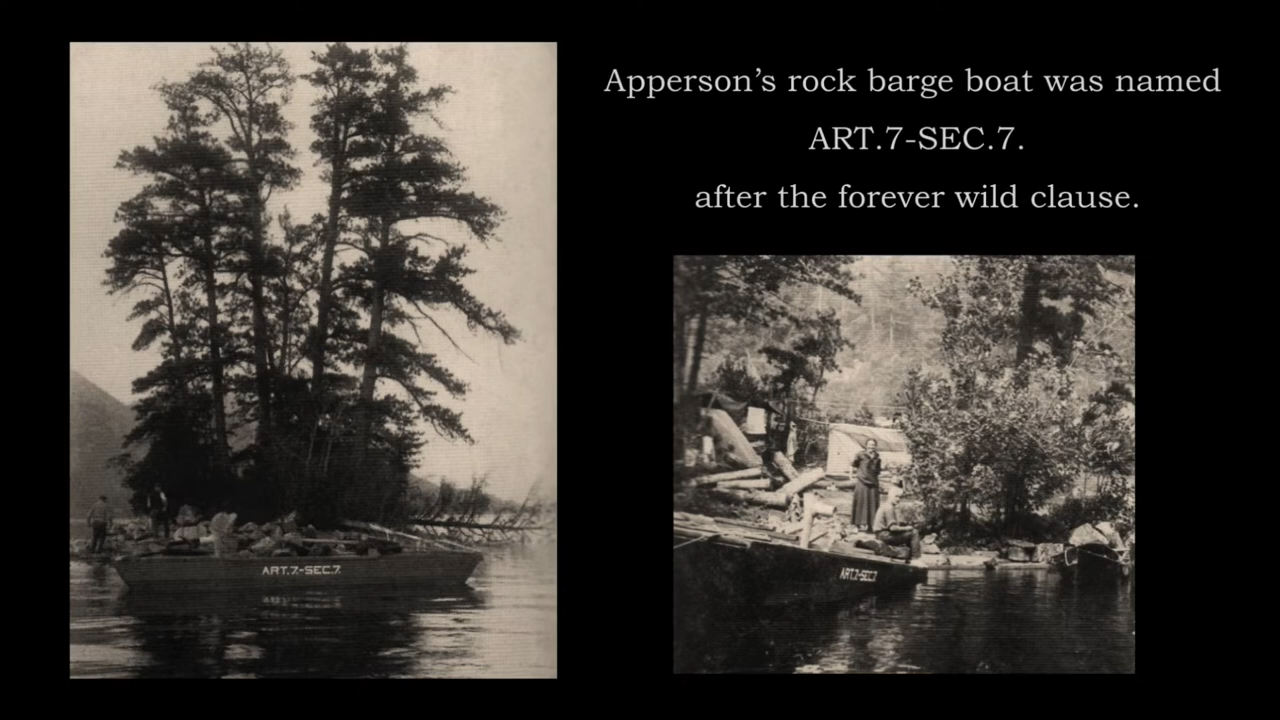 Apperson’s rock barge boat was named
ART.7-SEC.7.
after the forever wild clause.
ART.7.-SEC.7.
ART.7-SEC.7